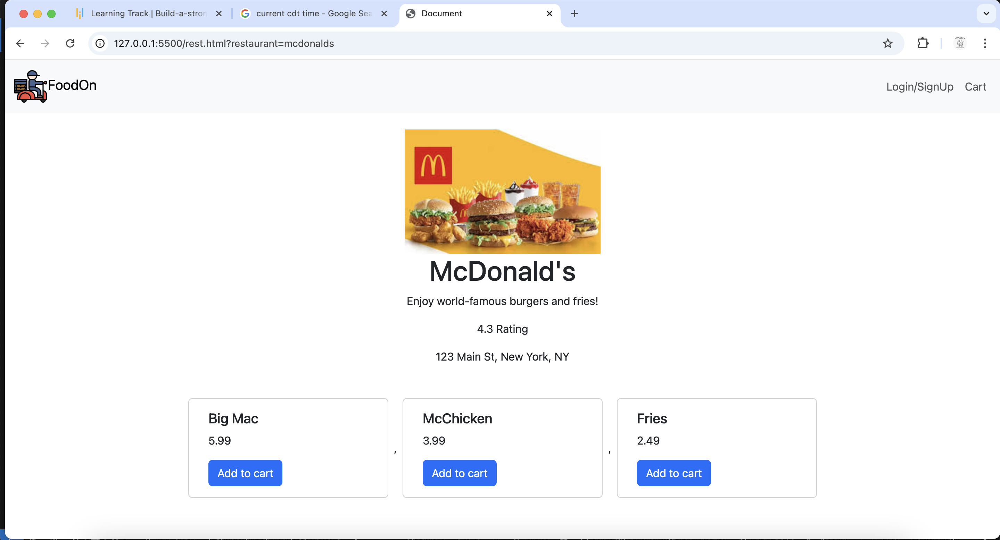 Learning Track | Build-a-stron
current cdt time - Google Sea
Document
127.0.0.1:5500/rest.html?restaurant=mcdonalds
FoodOn
Login/SignUp Cart
McDonald's
Enjoy world-famous burgers and fries!
4.3 Rating
123 Main St, New York, NY
Big Mac
5.99
Add to cart
,
McChicken
3.99
Add to cart
,
Fries
2.49
Add to cart